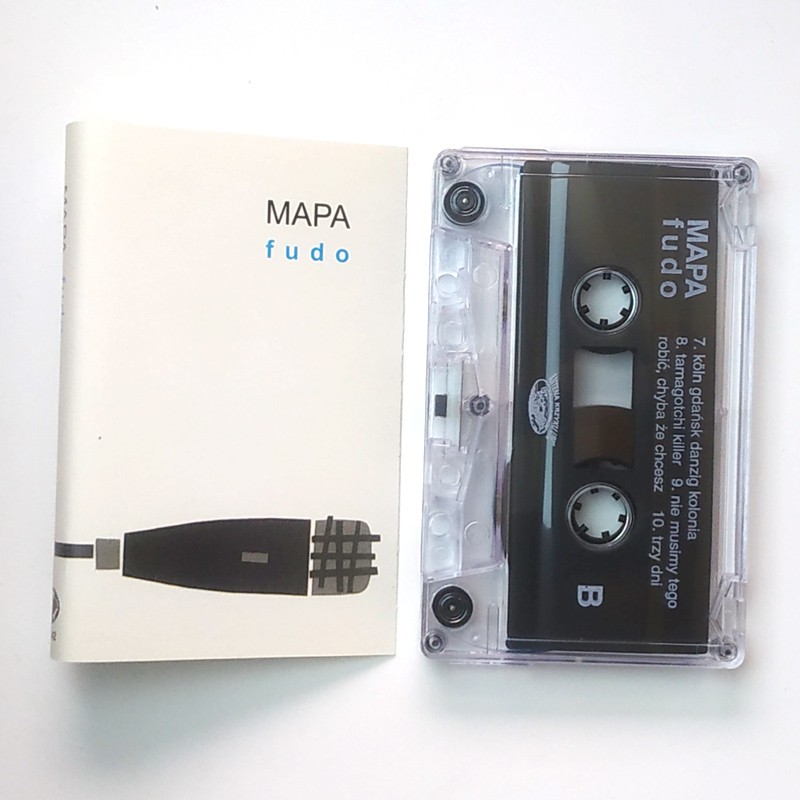 MAPA
fudo
MAPA
fudo
7. köln gdańsk danzig kolonia
8. tamagotchi killer 9. nie musimy tego
robić, chyba że chcesz 10. trzy dni
B
MAPA